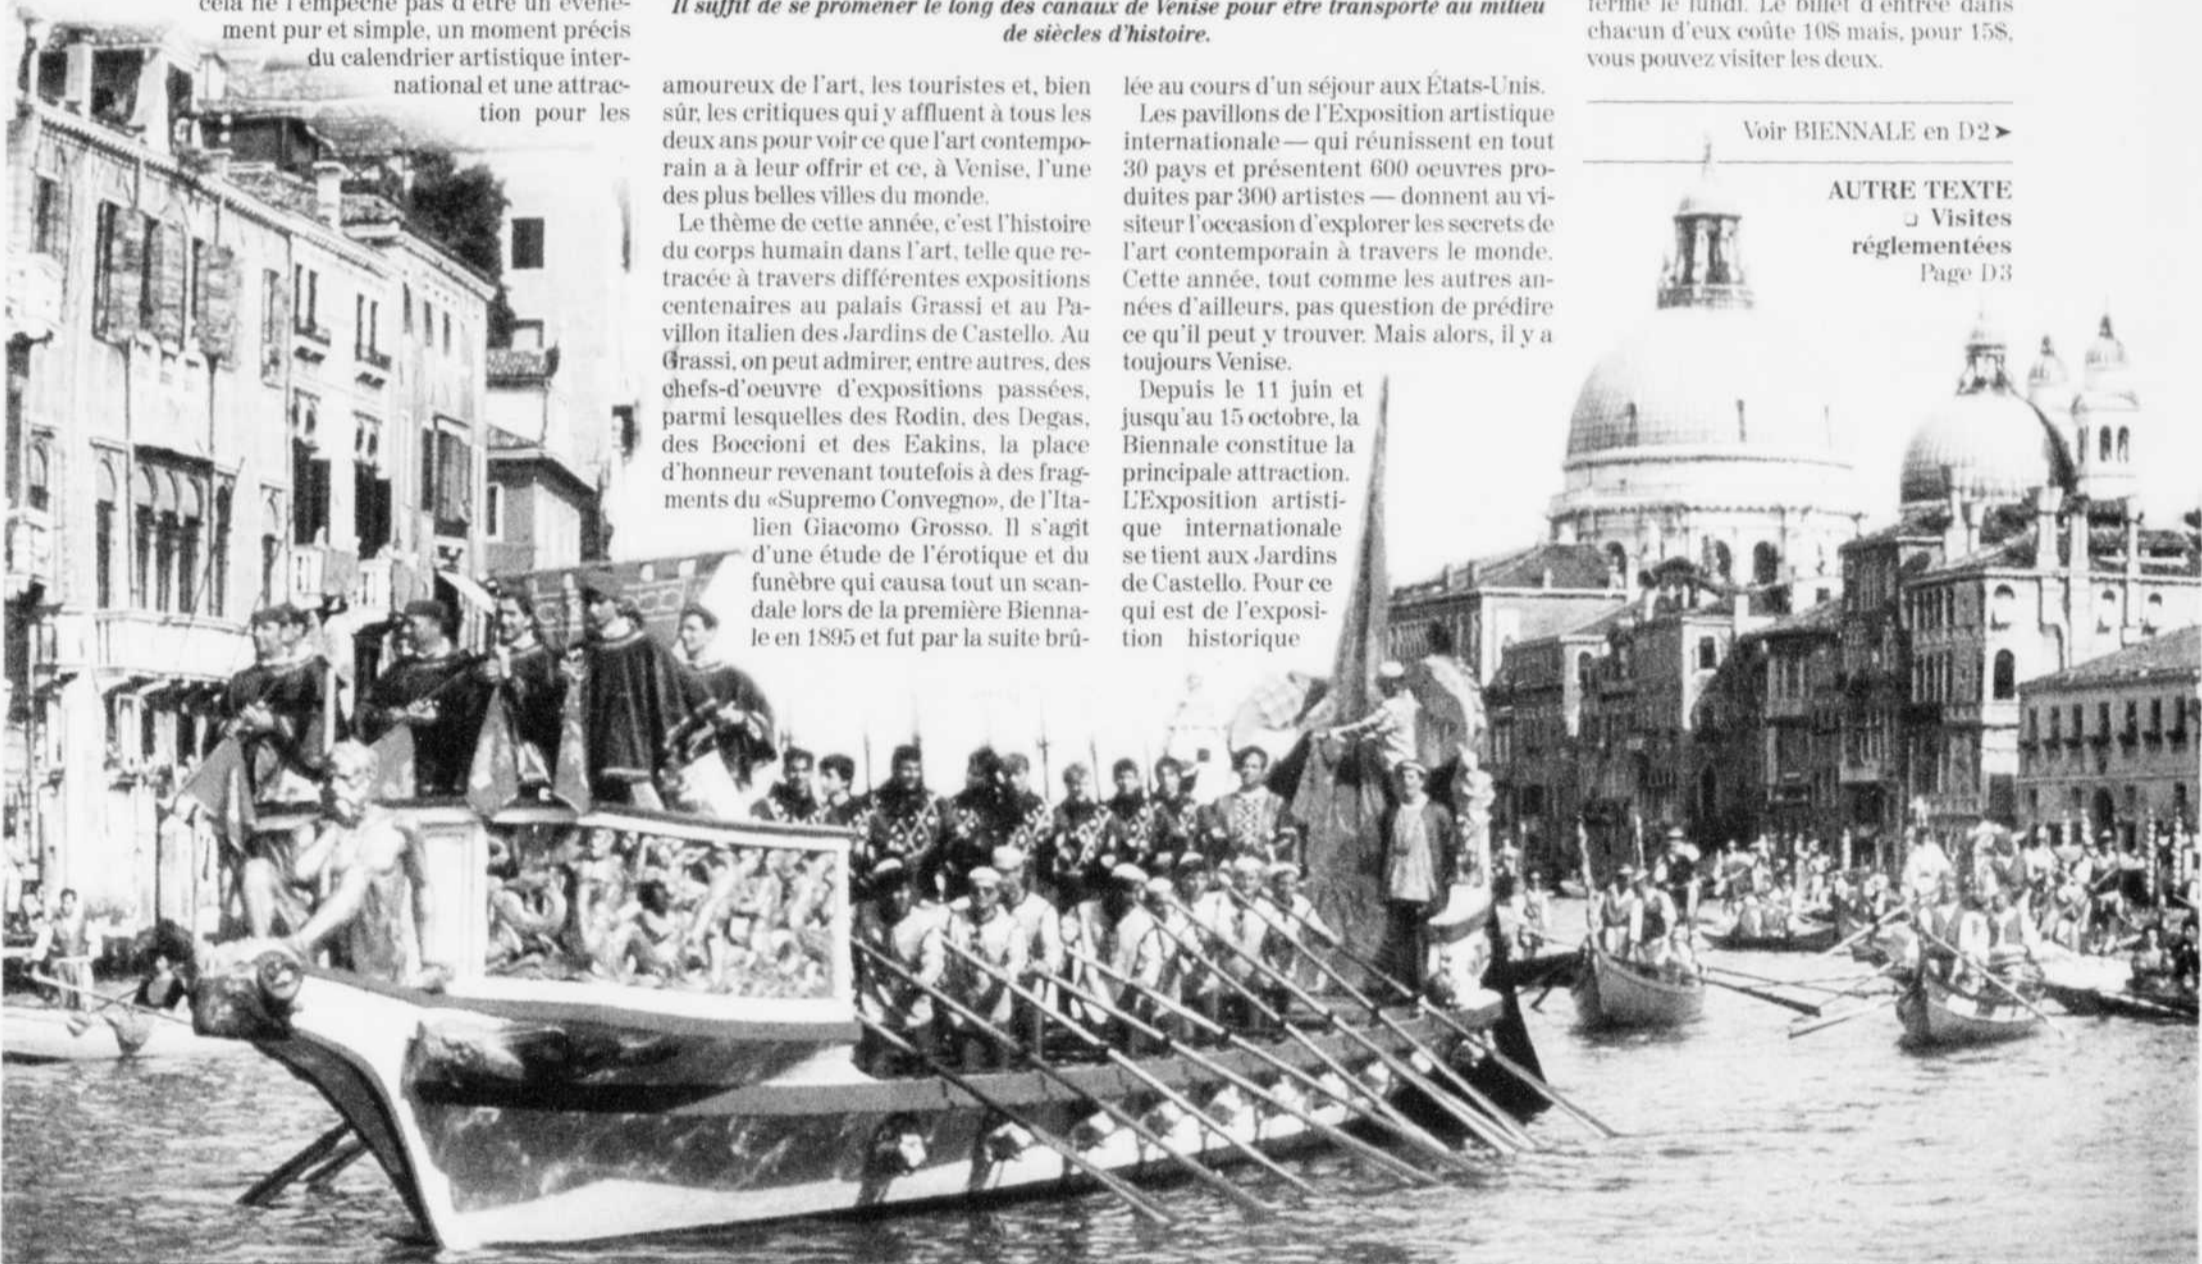 cela ne l'empêche pas d'être un événe-
ment pur et simple, un moment précis
du calendrier artistique inter-
national et une attrac-
tion pour les
Il suffit de se promener le long des canaux de Venise pour être transporté au milieu
de siècles d'histoire.
amoureux de l'art, les touristes et, bien
sûr, les critiques qui y affluent à tous les
deux ans pour voir ce que l'art contempo-
rain a à leur offrir et ce, à Venise, l'une
des plus belles villes du monde.
Le thème de cette année, c'est l'histoire
du corps humain dans l'art, telle que re-
tracée à travers différentes expositions
centenaires au palais Grassi et au Pa-
villon italien des Jardins de Castello. Au
Grassi, on peut admirer, entre autres, des
chefs-d'oeuvre d'expositions passées,
parmi lesquelles des Rodin, des Degas,
des Boccioni et des Eakins, la place
d'honneur revenant toutefois à des frag-
ments du «Supremo Convegno», de l'Ita-
lien Giacomo Grosso. Il s'agit
d'une étude de l'érotique et du
funèbre qui causa tout un scan-
dale lors de la première Bienna-
le en 1895 et fut par la suite brû-
lée au cours d'un séjour aux États-Unis.
Les pavillons de l'Exposition artistique
internationale — qui réunissent en tout
30 pays et présentent 600 oeuvres pro-
duites par 300 artistes — donnent au vi-
siteur l'occasion d'explorer les secrets de
l'art contemporain à travers le monde.
Cette année, tout comme les autres an-
nées d'ailleurs, pas question de prédire
ce qu'il peut y trouver. Mais alors, il y a
toujours Venise.
Depuis le 11 juin et
jusqu'au 15 octobre, la
Biennale constitue la
principale attraction.
L'Exposition artisti-
que internationale
se tient aux Jardins
de Castello. Pour ce
qui est de l'exposi-
tion historique
fermé le lundi. Le billet d'entrée dans
chacun d'eux coûte 10$ mais, pour 15$,
vous pouvez visiter les deux.
Voir BIENNALE en D2 ➤
AUTRE TEXTE
❏ Visites
réglementées
Page D3